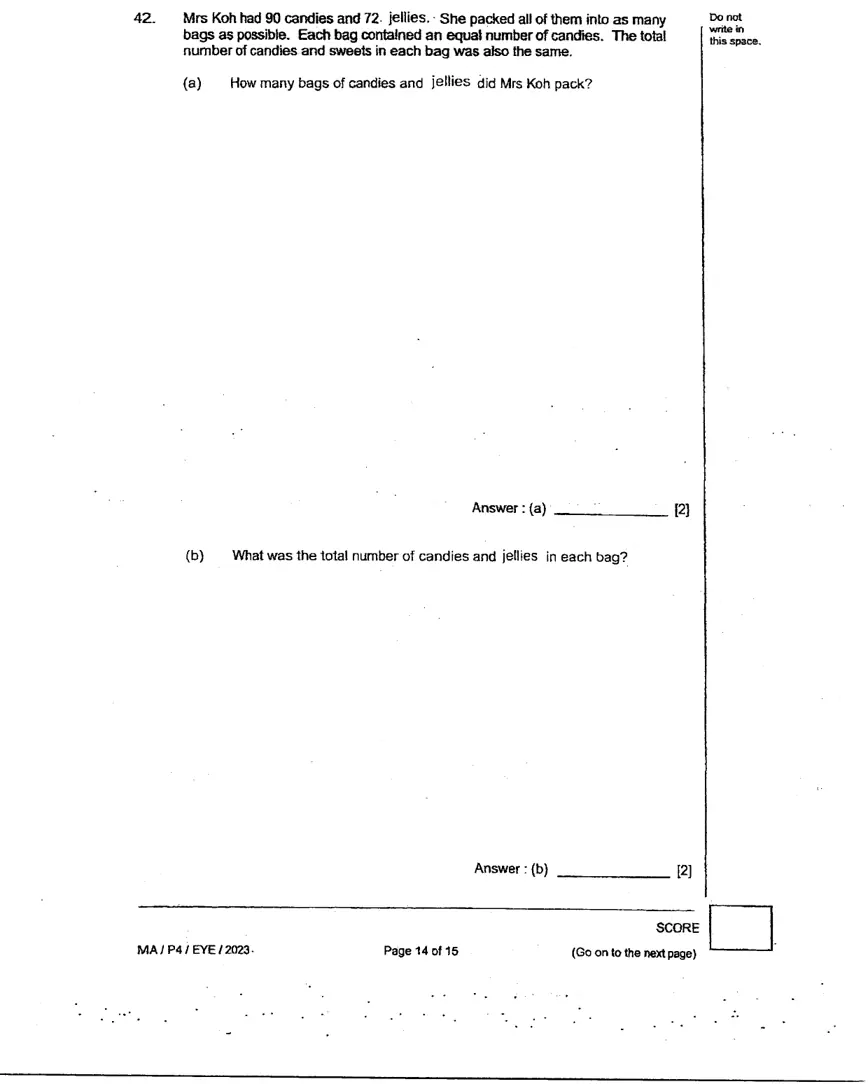 42. Mrs Koh had 90 candies and 72 jellies. She packed all of them into as many
bags as possible. Each bag contained an equal number of candies. The total
number of candies and sweets in each bag was also the same.
Do not
write in
this space.
(a) How many bags of candies and jellies did Mrs Koh pack?
Answer : (a) ____________ [2]
(b) What was the total number of candies and jellies in each bag?
Answer : (b) ____________ [2]
SCORE
MA / P4 / EYE / 2023
Page 14 of 15
(Go on to the next page)